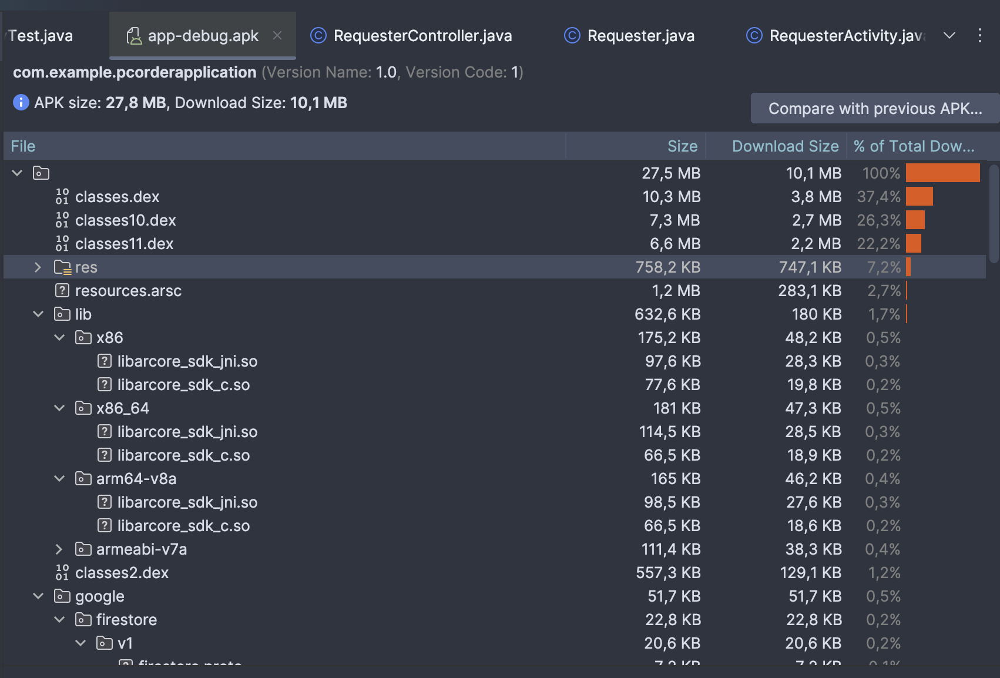 Test.java app-debug.apk RequesterController.java Requester.java RequesterActivity.java
com.example.pcorderapplication (Version Name: 1.0, Version Code: 1)
APK size: 27,8 MB, Download Size: 10,1 MB
Compare with previous APK...
File Size Download Size % of Total Dow...
27,5 MB 10,1 MB 100%
classes.dex 10,3 MB 3,8 MB 37,4%
classes10.dex 7,3 MB 2,7 MB 26,3%
classes11.dex 6,6 MB 2,2 MB 22,2%
res 758,2 KB 747,1 KB 7,2%
resources.arsc 1,2 MB 283,1 KB 2,7%
lib 632,6 KB 180 KB 1,7%
x86 175,2 KB 48,2 KB 0,5%
libarcore_sdk_jni.so 97,6 KB 28,3 KB 0,3%
libarcore_sdk_c.so 77,6 KB 19,8 KB 0,2%
x86_64 181 KB 47,3 KB 0,5%
libarcore_sdk_jni.so 114,5 KB 28,5 KB 0,3%
libarcore_sdk_c.so 66,5 KB 18,9 KB 0,2%
arm64-v8a 165 KB 46,2 KB 0,4%
libarcore_sdk_jni.so 98,5 KB 27,6 KB 0,3%
libarcore_sdk_c.so 66,5 KB 18,6 KB 0,2%
armeabi-v7a 111,4 KB 38,3 KB 0,4%
classes2.dex 557,3 KB 129,1 KB 1,2%
google 51,7 KB 51,7 KB 0,5%
firestore 22,8 KB 22,8 KB 0,2%
v1 20,6 KB 20,6 KB 0,2%
firestore.proto